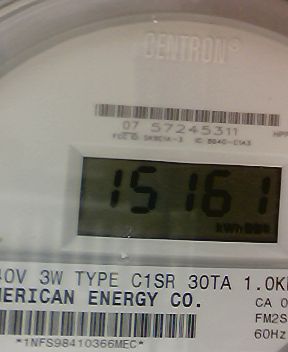 CENTRON®
07 57245311
15161
kWh
40V 3W TYPE C1SR 30TA 1.0K
MERICAN ENERGY CO.
CA 0
FM2S
60Hz
*1NFS98410366MEC*